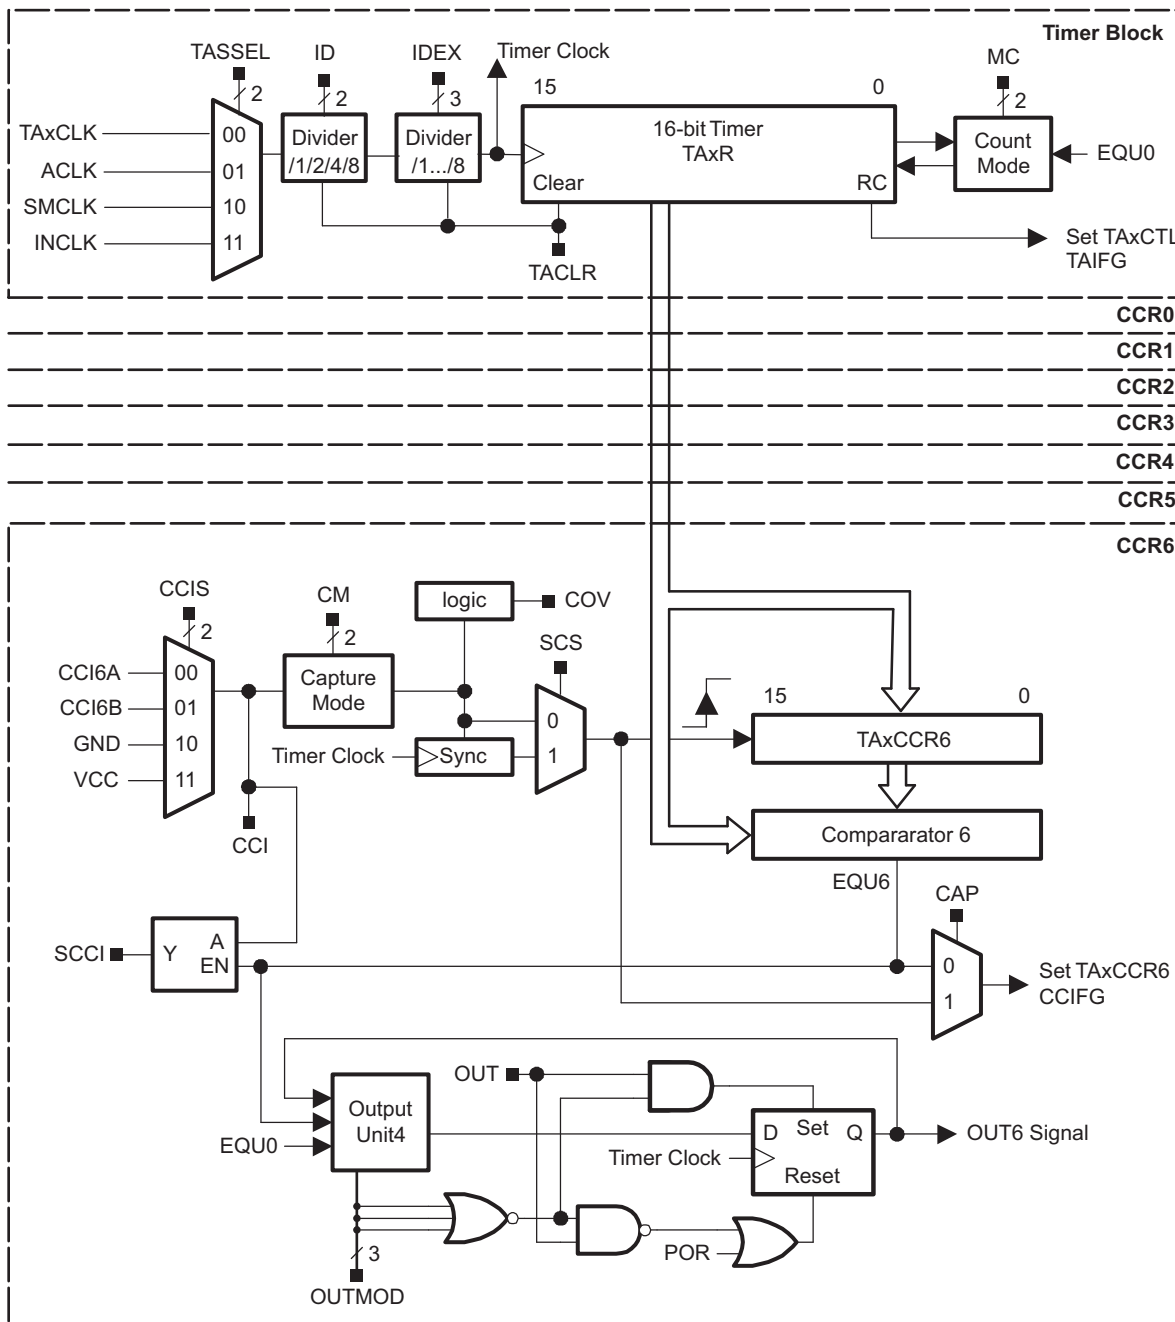 Timer Block
TASSEL
ID
IDEX
Timer Clock
MC
2
2
3
15
0
2
TAxCLK
ACLK
SMCLK
INCLK
00
01
10
11
Divider
/1/2/4/8
Divider
/1.../8
16-bit Timer
TAxR
Clear
RC
Count
Mode
EQU0
Set TAxCTL
TAIFG
TACLR
CCR0
CCR1
CCR2
CCR3
CCR4
CCR5
CCR6
CCIS
CM
logic
COV
2
2
SCS
CCI6A
CCI6B
GND
VCC
00
01
10
11
Capture
Mode
15
0
0
1
Timer Clock
Sync
TAxCCR6
CCI
Compararator 6
EQU6
CAP
SCCI
Y
A
EN
0
1
Set TAxCCR6
CCIFG
OUT
Output
Unit4
EQU0
D
Set
Q
OUT6 Signal
Timer Clock
Reset
POR
3
OUTMOD